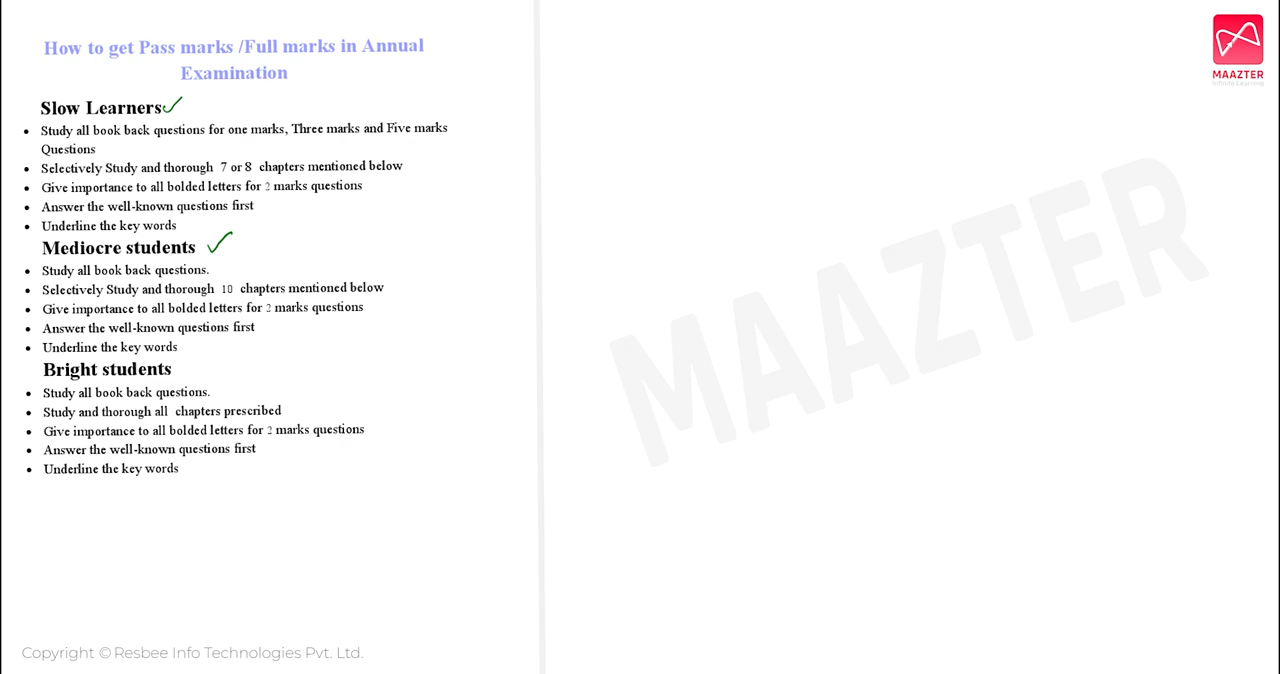 How to get Pass marks /Full marks in Annual
Examination
Slow Learners
• Study all book back questions for one marks, Three marks and Five marks
Questions
• Selectively Study and thorough 7 or 8 chapters mentioned below
• Give importance to all bolded letters for 2 marks questions
• Answer the well-known questions first
• Underline the key words
Mediocre students
• Study all book back questions.
• Selectively Study and thorough 10 chapters mentioned below
• Give importance to all bolded letters for 2 marks questions
• Answer the well-known questions first
• Underline the key words
Bright students
• Study all book back questions.
• Study and thorough all chapters prescribed
• Give importance to all bolded letters for 2 marks questions
• Answer the well-known questions first
• Underline the key words
Copyright © Resbee Info Technologies Pvt. Ltd.
MAAZTER
Infinite Learning
MAAZTER